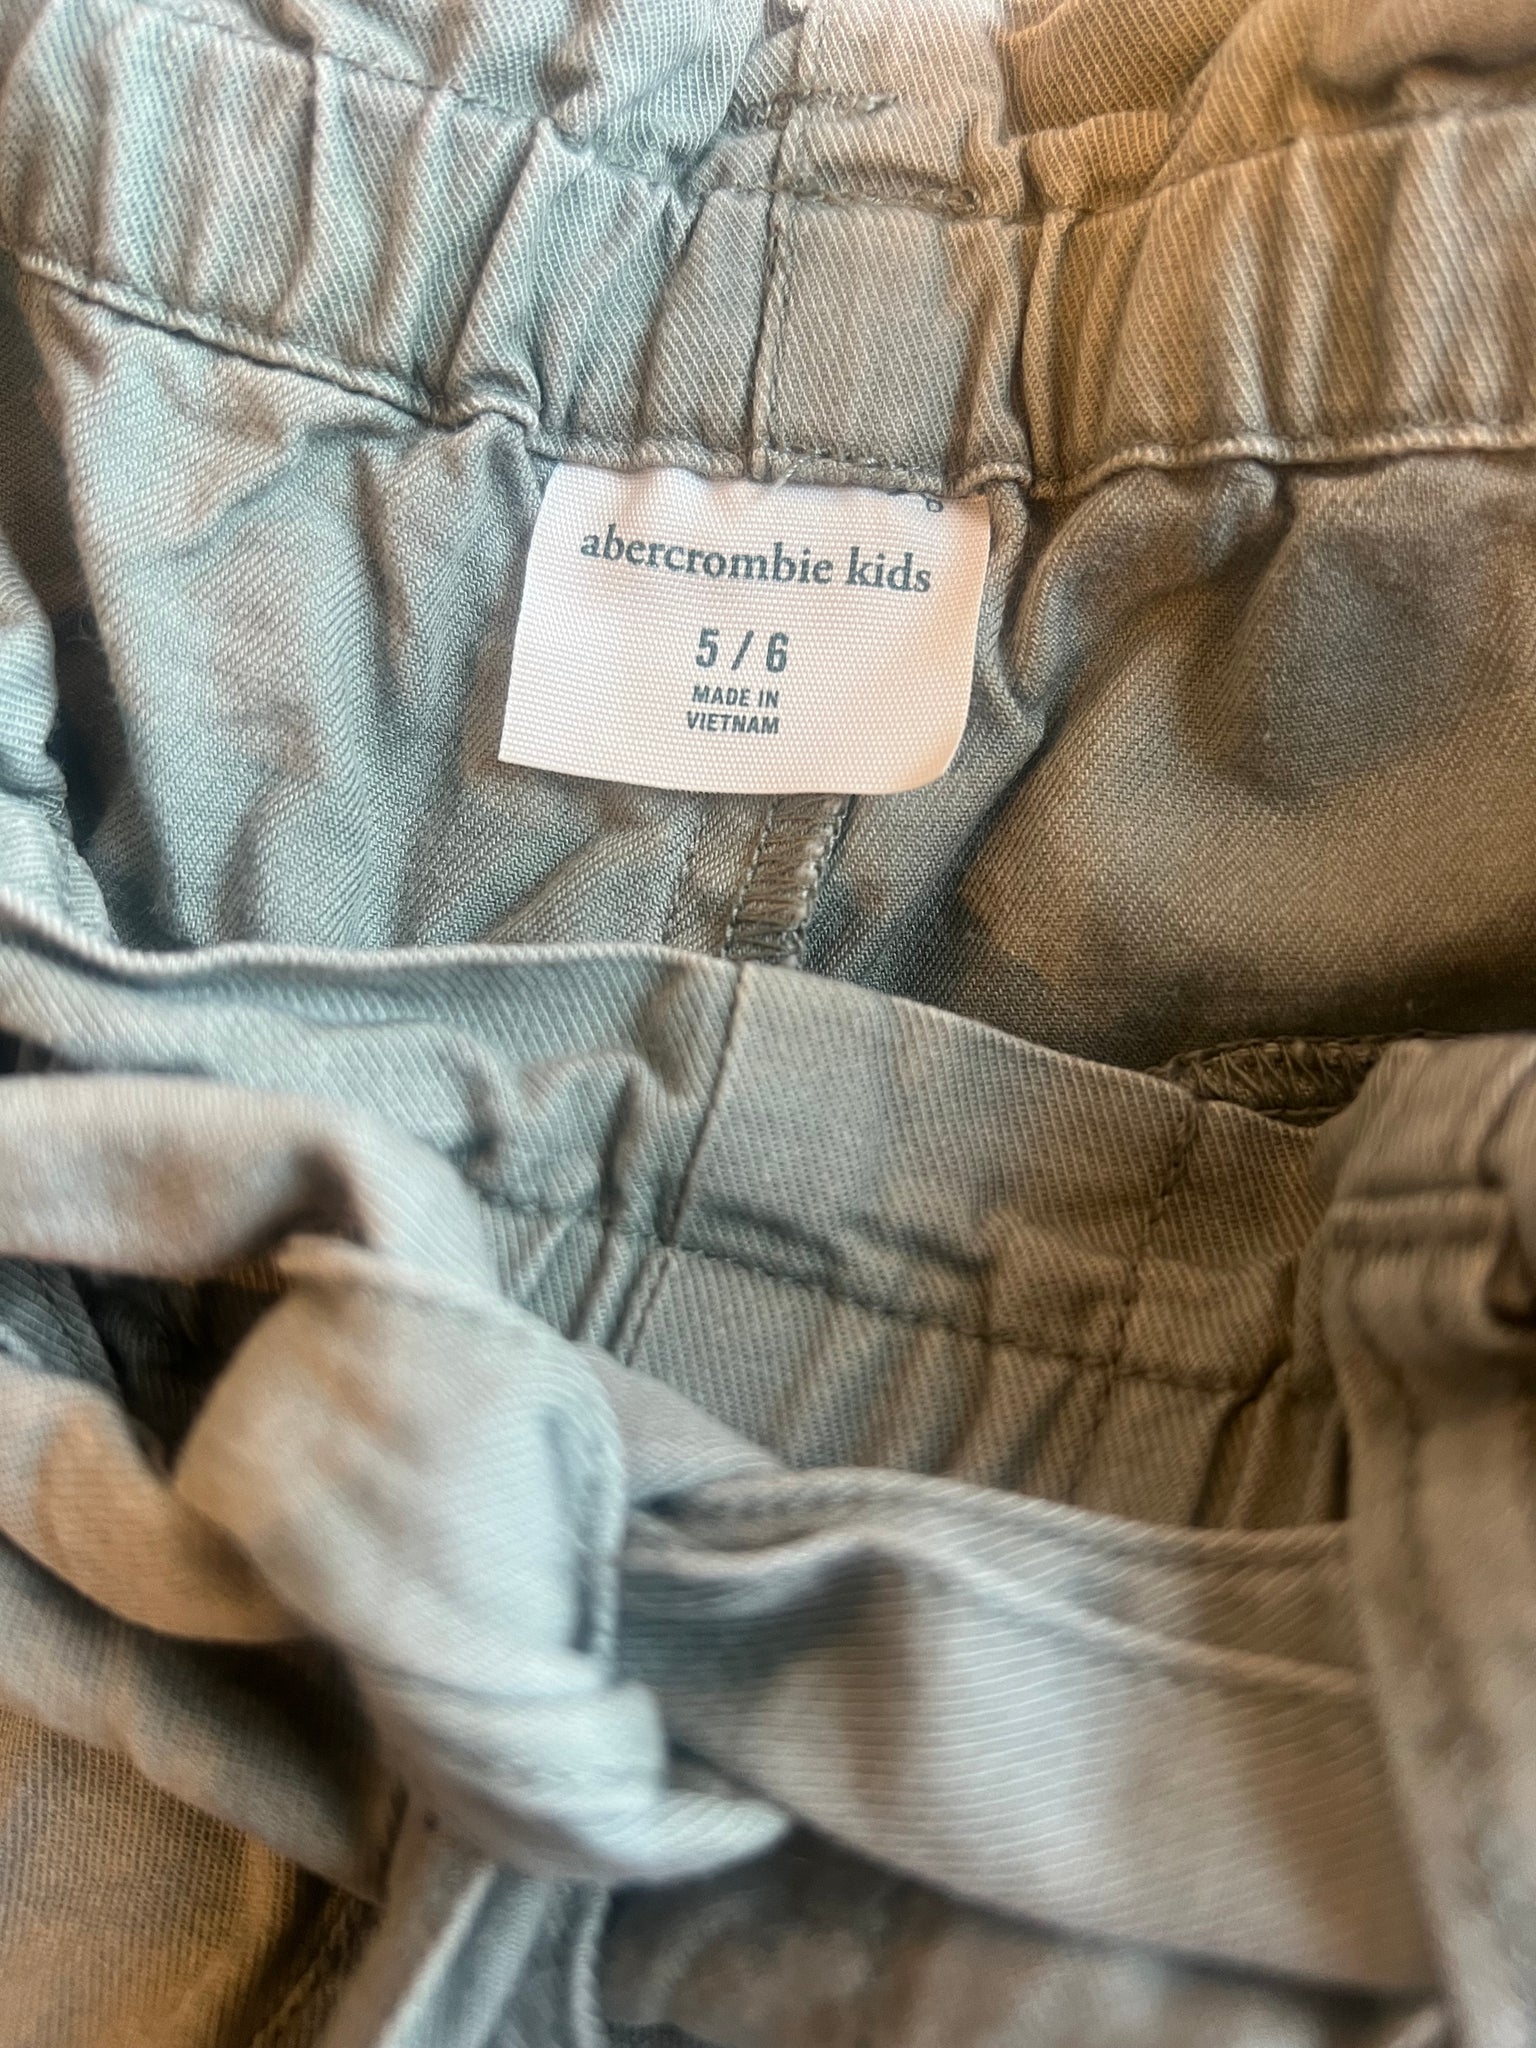 abercrombie kids
5 / 6
MADE IN
VIETNAM